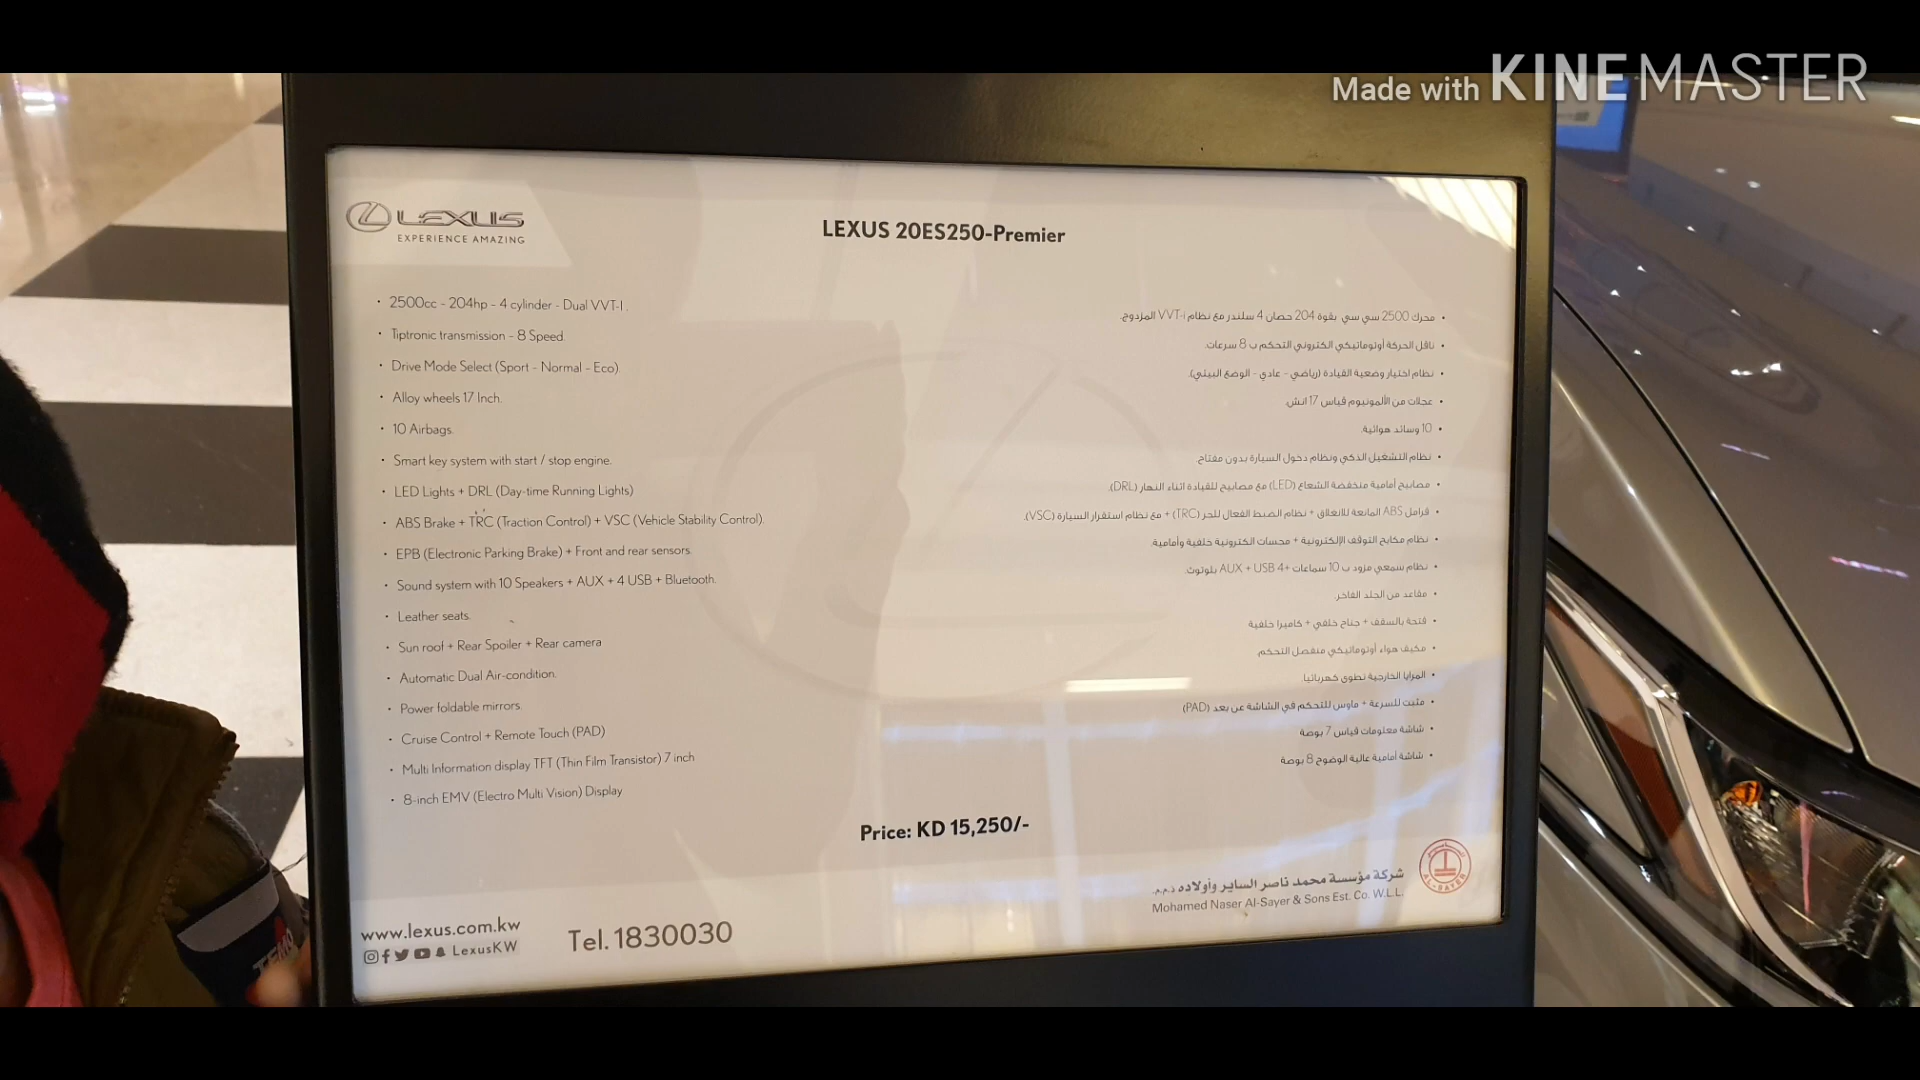 Made with KINEMASTER
LEXUS
EXPERIENCE AMAZING
LEXUS 20ES250-Premier
• 2500cc - 204hp - 4 cylinder - Dual VVT-I.
• Tiptronic transmission - 8 Speed.
• Drive Mode Select (Sport - Normal - Eco).
• Alloy wheels 17 Inch.
• 10 Airbags.
• Smart key system with start / stop engine.
• LED Lights + DRL (Day-time Running Lights)
• ABS Brake + TRC (Traction Control) + VSC (Vehicle Stability Control).
• EPB (Electronic Parking Brake) + Front and rear sensors.
• Sound system with 10 Speakers + AUX + 4 USB + Bluetooth.
• Leather seats.
• Sun roof + Rear Spoiler + Rear camera
• Automatic Dual Air-condition.
• Power foldable mirrors.
• Cruise Control + Remote Touch (PAD)
• Multi Information display TFT (Thin Film Transistor) 7 inch
• 8-inch EMV (Electro Multi Vision) Display
• محرك 2500 سي سي بقوة 204 حصان 4 سلندر مع نظام VVT-i المزدوج.
• ناقل الحركة أوتوماتيكي الكتروني التحكم ب 8 سرعات.
• نظام اختيار وضعية القيادة (رياضي - عادي - الوضع البيئي).
• عجلات من الألمونيوم قياس 17 انش.
• 10 وسائد هوائية.
• نظام التشغيل الذكي ونظام دخول السيارة بدون مفتاح.
• مصابيح أمامية منخفضة الشعاع (LED) مع مصابيح للقيادة اثناء النهار (DRL).
• فرامل ABS المانعة للانغلاق + نظام الضبط الفعال للجر (TRC) + مع نظام استقرار السيارة (VSC).
• نظام مكابح التوقف الإلكترونية + مجسات الكترونية خلفية وأمامية.
• نظام سمعي مزود ب 10 سماعات +AUX + USB 4 بلوتوث.
• مقاعد من الجلد الفاخر.
• فتحة بالسقف + جناح خلفي + كاميرا خلفية
• مكيف هواء أوتوماتيكي منفصل التحكم.
• المرايا الخارجية تطوى كهربائيا
• مثبت للسرعة + ماوس للتحكم في الشاشة عن بعد (PAD)
• شاشة معلومات قياس 7 بوصة
• شاشة أمامية عالية الوضوح 8 بوصة
Price: KD 15,250/-
شركة مؤسسة محمد ناصر الساير وأولاده ذ.م.م.
Mohamed Naser Al-Sayer & Sons Est. Co. W.L.L.
AL-SAYER
www.lexus.com.kw
LexusKW
Tel. 1830030